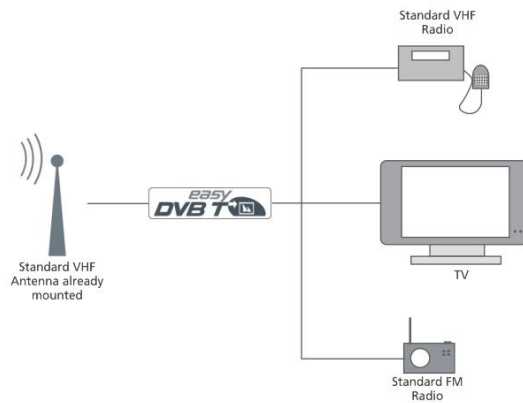 Standard VHF
Radio
easy
DVB T
Standard VHF
Antenna already
mounted
TV
Standard FM
Radio